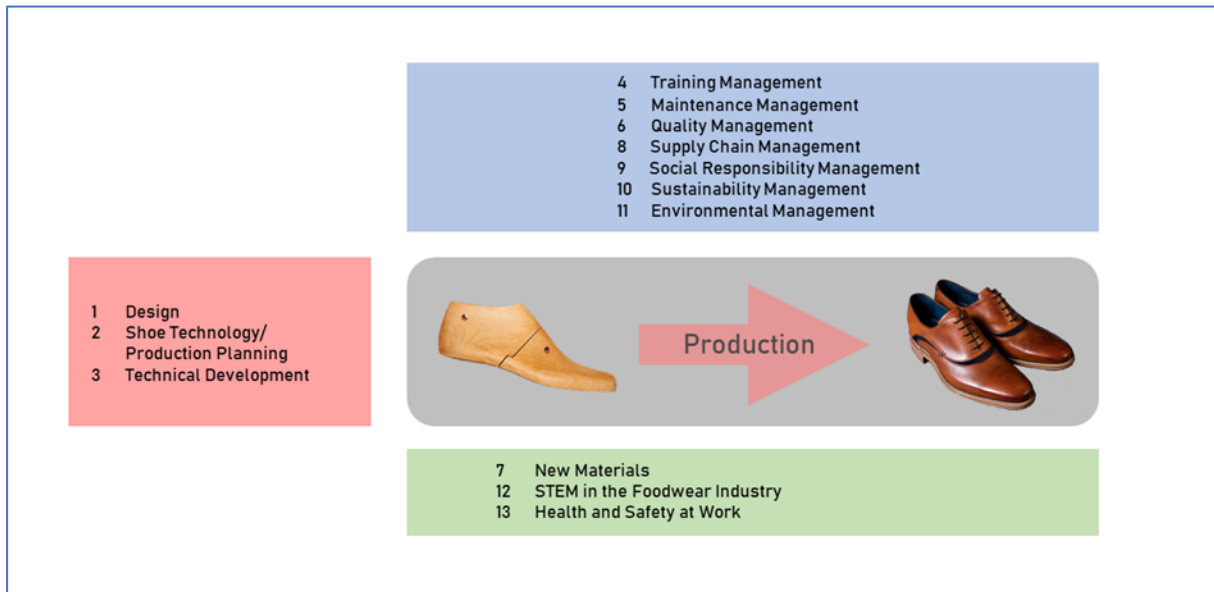 4 Training Management
5 Maintenance Management
6 Quality Management
8 Supply Chain Management
9 Social Responsibility Management
10 Sustainability Management
11 Environmental Management
1 Design
2 Shoe Technology/
Production Planning
3 Technical Development
Production
7 New Materials
12 STEM in the Foodwear Industry
13 Health and Safety at Work